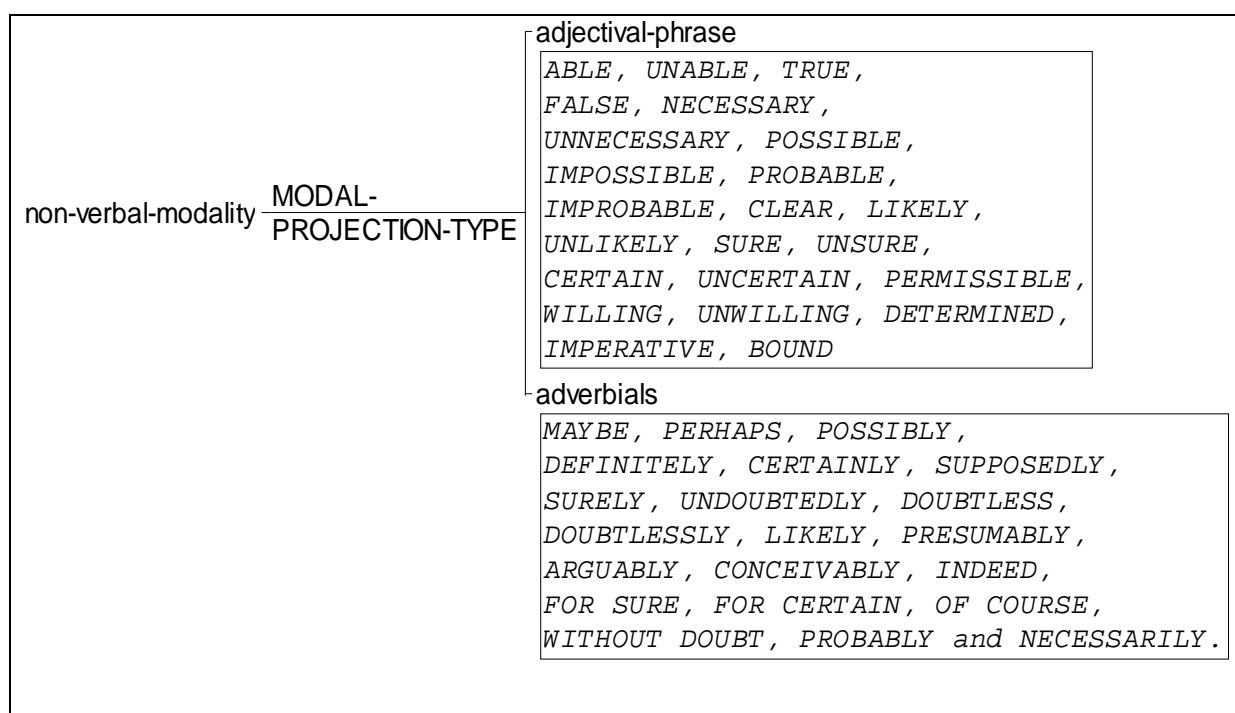 adjectival-phrase
ABLE, UNABLE, TRUE,
FALSE, NECESSARY,
UNNECESSARY, POSSIBLE,
IMPOSSIBLE, PROBABLE,
IMPROBABLE, CLEAR, LIKELY,
UNLIKELY, SURE, UNSURE,
CERTAIN, UNCERTAIN, PERMISSIBLE,
WILLING, UNWILLING, DETERMINED,
IMPERATIVE, BOUND
non-verbal-modality
MODAL-
PROJECTION-TYPE
adverbials
MAYBE, PERHAPS, POSSIBLY,
DEFINITELY, CERTAINLY, SUPPOSEDLY,
SURELY, UNDOUBTEDLY, DOUBTLESS,
DOUBTLESSLY, LIKELY, PRESUMABLY,
ARGUABLY, CONCEIVABLY, INDEED,
FOR SURE, FOR CERTAIN, OF COURSE,
WITHOUT DOUBT, PROBABLY and NECESSARILY.